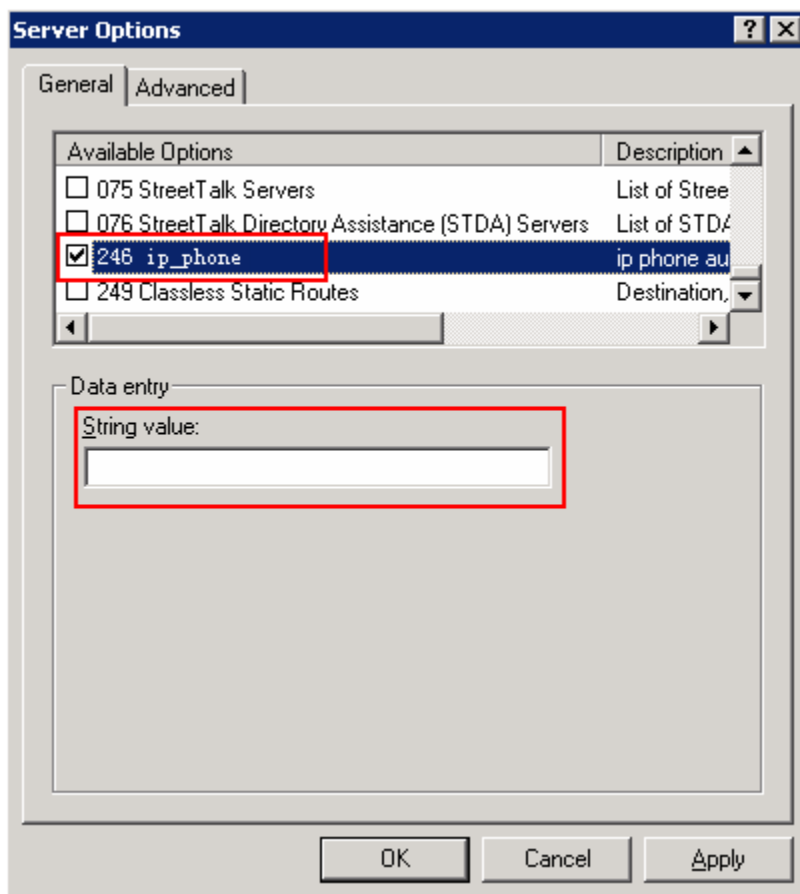 Server Options
General Advanced
Available Options Description
075 StreetTalk Servers List of Stree
076 StreetTalk Directory Assistance (STDA) Servers List of STDA
246 ip_phone ip phone au
249 Classless Static Routes Destination,
Data entry
String value:
OK Cancel Apply